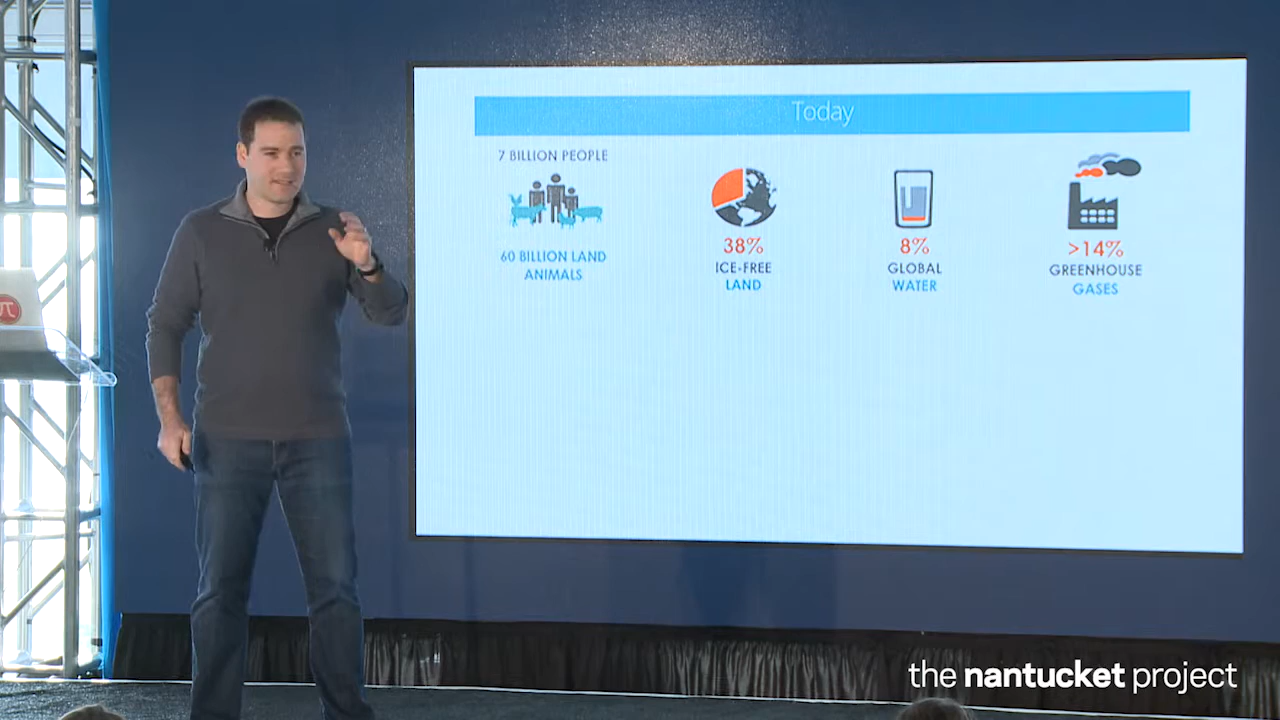 Today
7 BILLION PEOPLE
60 BILLION LAND
ANIMALS
38%
ICE-FREE
LAND
8%
GLOBAL
WATER
>14%
GREENHOUSE
GASES
π
the nantucket project